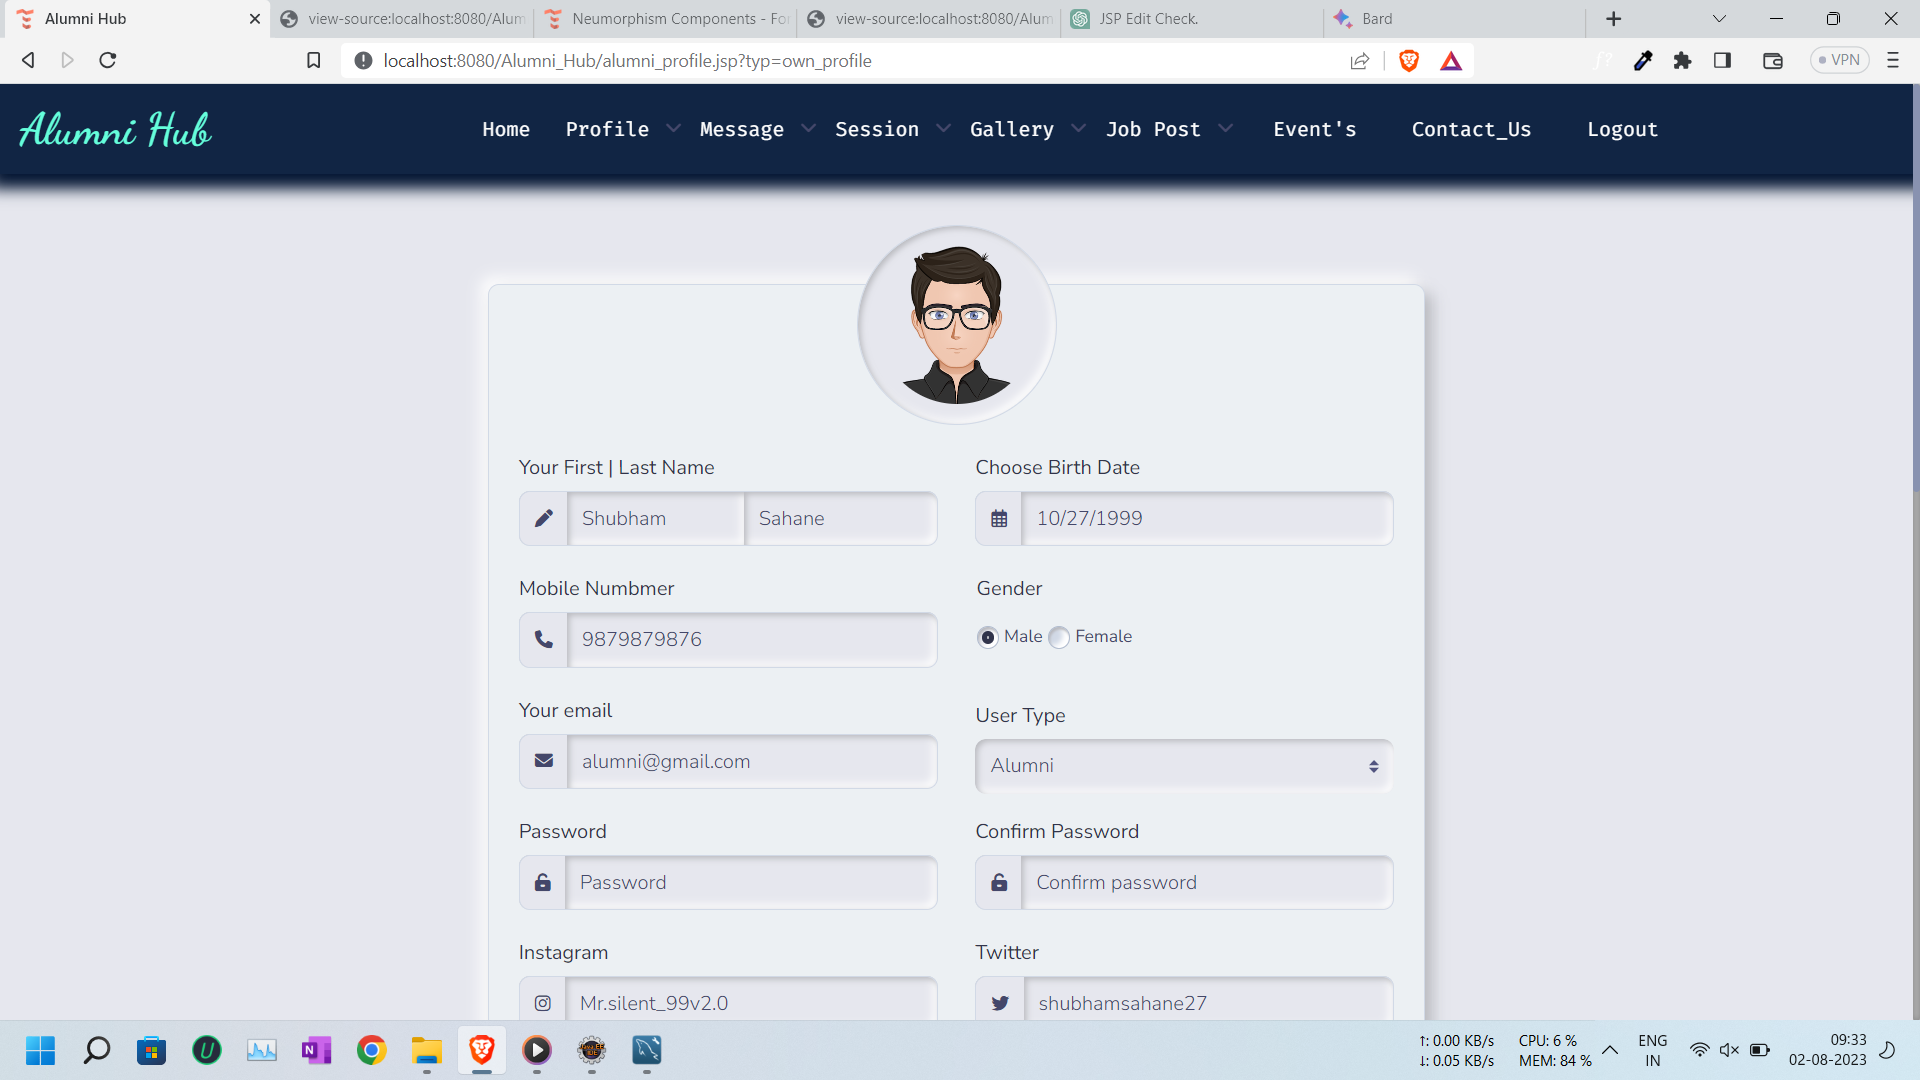 Alumni Hub
view-source:localhost:8080/Alum
Neumorphism Components - For
view-source:localhost:8080/Alum
JSP Edit Check.
Bard
localhost:8080/Alumni_Hub/alumni_profile.jsp?typ=own_profile
f?
VPN
Alumni Hub
Home
Profile
Message
Session
Gallery
Job Post
Event's
Contact_Us
Logout
Your First | Last Name
Choose Birth Date
Shubham
Sahane
10/27/1999
Mobile Numbmer
Gender
9879879876
Male
Female
Your email
User Type
alumni@gmail.com
Alumni
Password
Confirm Password
Password
Confirm password
Instagram
Twitter
Mr.silent_99v2.0
shubhamsahane27
↑: 0.00 KB/s
↓: 0.05 KB/s
CPU: 6 %
MEM: 84 %
ENG
IN
09:33
02-08-2023